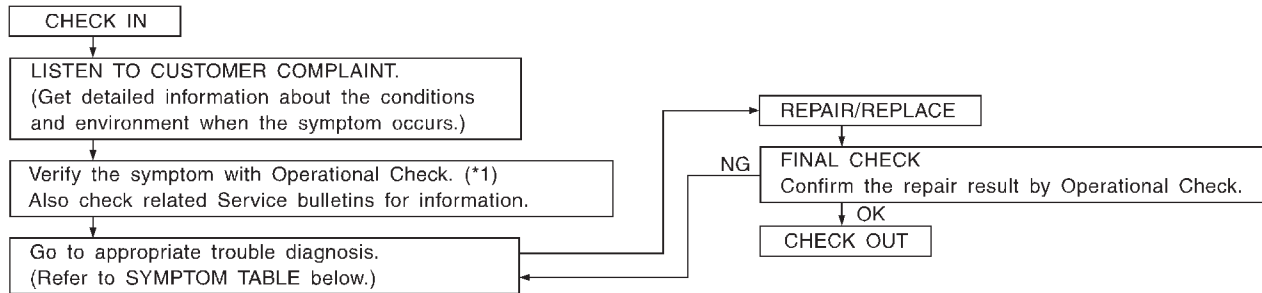 CHECK IN
LISTEN TO CUSTOMER COMPLAINT.
(Get detailed information about the conditions
and environment when the symptom occurs.)
Verify the symptom with Operational Check. (*1)
Also check related Service bulletins for information.
Go to appropriate trouble diagnosis.
(Refer to SYMPTOM TABLE below.)
REPAIR/REPLACE
NG
FINAL CHECK
Confirm the repair result by Operational Check.
OK
CHECK OUT